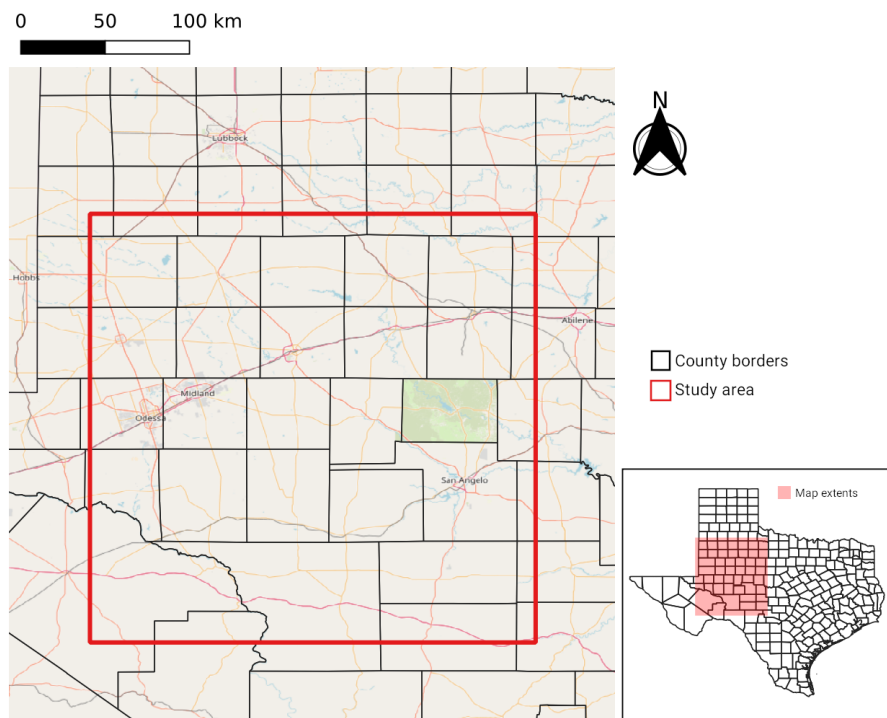 0 50 100 km
N
Lubbock
Hobbs
Abilene
Midland
Odessa
San Angelo
County borders
Study area
Map extents